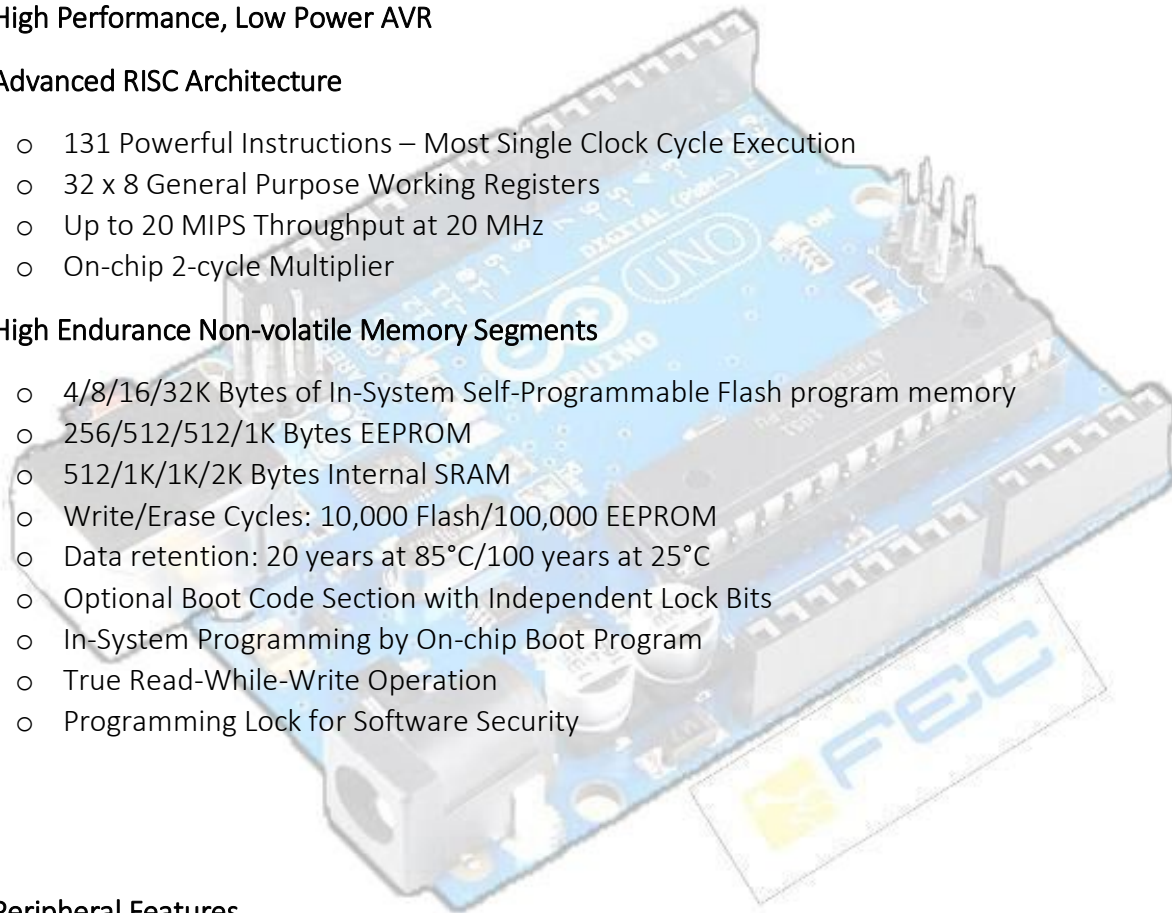 High Performance, Low Power AVR
Advanced RISC Architecture
o 131 Powerful Instructions – Most Single Clock Cycle Execution
o 32 x 8 General Purpose Working Registers
o Up to 20 MIPS Throughput at 20 MHz
o On-chip 2-cycle Multiplier
High Endurance Non-volatile Memory Segments
o 4/8/16/32K Bytes of In-System Self-Programmable Flash program memory
o 256/512/512/1K Bytes EEPROM
o 512/1K/1K/2K Bytes Internal SRAM
o Write/Erase Cycles: 10,000 Flash/100,000 EEPROM
o Data retention: 20 years at 85°C/100 years at 25°C
o Optional Boot Code Section with Independent Lock Bits
o In-System Programming by On-chip Boot Program
o True Read-While-Write Operation
o Programming Lock for Software Security
Peripheral Features
DIGITAL (PWM~)
ON
UNO
ARDUINO
FEC